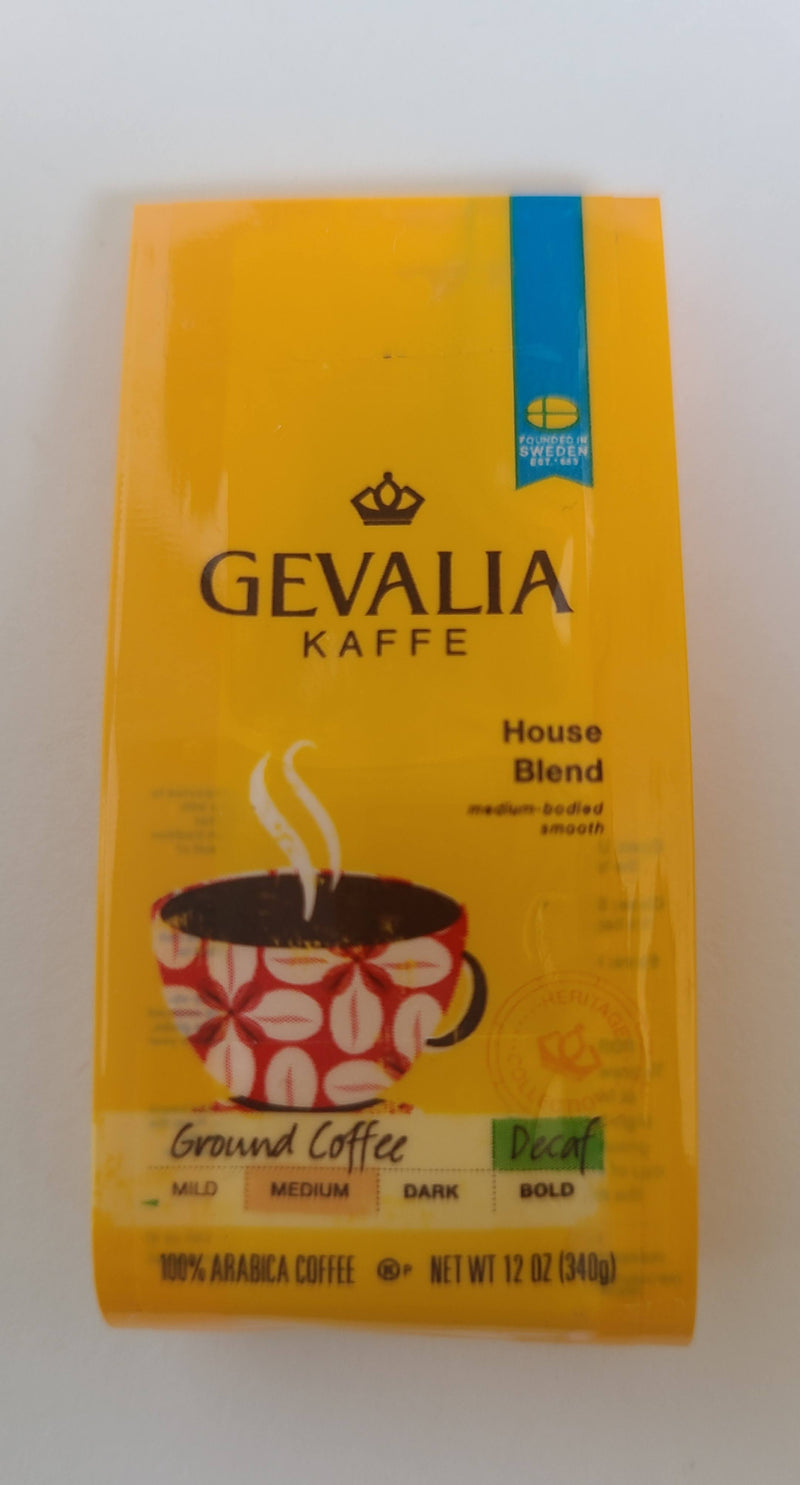 FOUNDED IN
SWEDEN
GEVALIA
KAFFE
House
Blend
medium-bodied
smooth
HERITAGE
Ground Coffee Decaf
MILD MEDIUM DARK BOLD
100% ARABICA COFFEE P NET WT 12 OZ (340g)